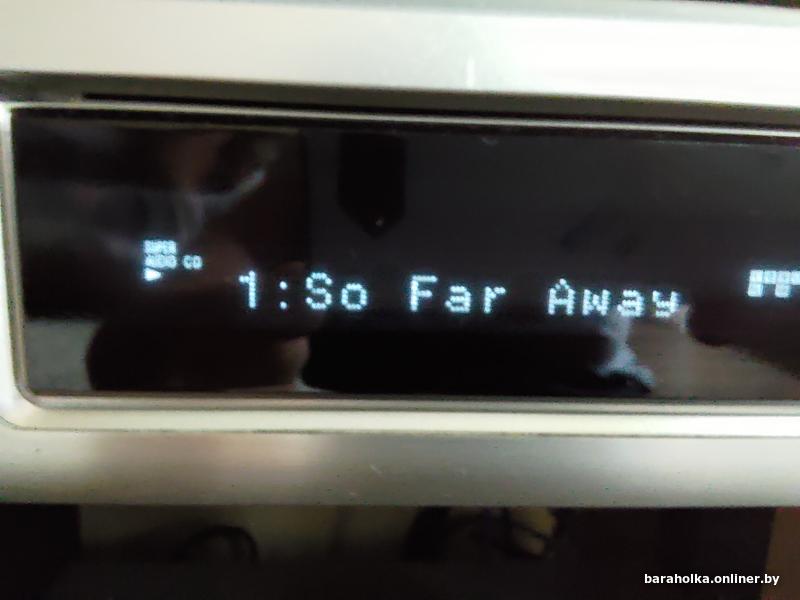 SUPER
AUDIO CD
1:So Far Away
baraholka.onliner.by